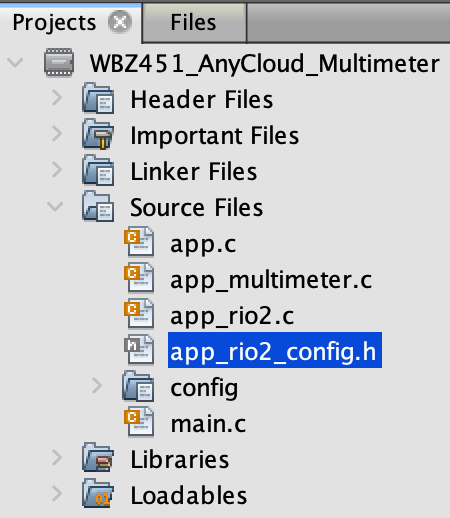 Projects Files
WBZ451_AnyCloud_Multimeter
Header Files
Important Files
Linker Files
Source Files
app.c
app_multimeter.c
app_rio2.c
app_rio2_config.h
config
main.c
Libraries
Loadables